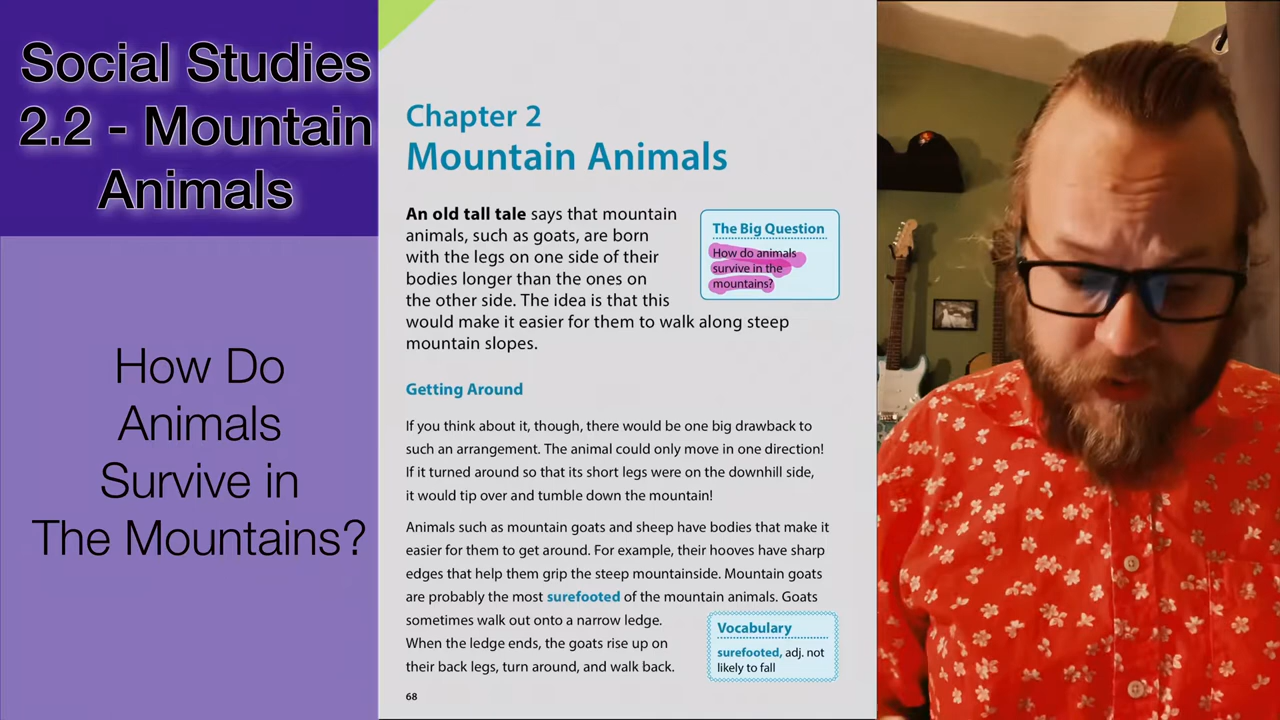 Social Studies
2.2 - Mountain
Animals
How Do
Animals
Survive in
The Mountains?
Chapter 2
Mountain Animals
An old tall tale says that mountain
animals, such as goats, are born
with the legs on one side of their
bodies longer than the ones on
the other side. The idea is that this
would make it easier for them to walk along steep
mountain slopes.
The Big Question
How do animals
survive in the
mountains?
Getting Around
If you think about it, though, there would be one big drawback to
such an arrangement. The animal could only move in one direction!
If it turned around so that its short legs were on the downhill side,
it would tip over and tumble down the mountain!
Animals such as mountain goats and sheep have bodies that make it
easier for them to get around. For example, their hooves have sharp
edges that help them grip the steep mountainside. Mountain goats
are probably the most surefooted of the mountain animals. Goats
sometimes walk out onto a narrow ledge.
When the ledge ends, the goats rise up on
their back legs, turn around, and walk back.
Vocabulary
surefooted, adj. not
likely to fall
68